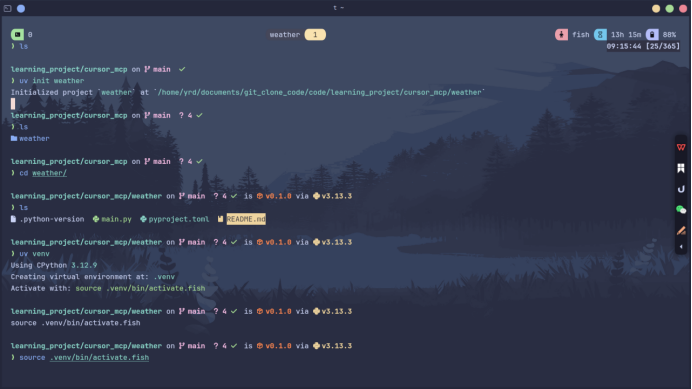 t ~
0 weather 1 fish 13h 15m 88%
❯ ls 09:15:44 [25/365]
learning_project/cursor_mcp on main ✓
❯ uv init weather
Initialized project `weather` at `/home/yrd/documents/git_clone_code/code/learning_project/cursor_mcp/weather`
learning_project/cursor_mcp on main ? 4 ✓
❯ ls
weather
learning_project/cursor_mcp on main ? 4 ✓
❯ cd weather/
learning_project/cursor_mcp/weather on main ? 4 ✓ is v0.1.0 via v3.13.3
❯ ls
.python-version main.py pyproject.toml README.md
learning_project/cursor_mcp/weather on main ? 4 ✓ is v0.1.0 via v3.13.3
❯ uv venv
Using CPython 3.12.9
Creating virtual environment at: .venv
Activate with: source .venv/bin/activate.fish
learning_project/cursor_mcp/weather on main ? 4 ✓ is v0.1.0 via v3.13.3
source .venv/bin/activate.fish
learning_project/cursor_mcp/weather on main ? 4 ✓ is v0.1.0 via v3.13.3
❯ source .venv/bin/activate.fish